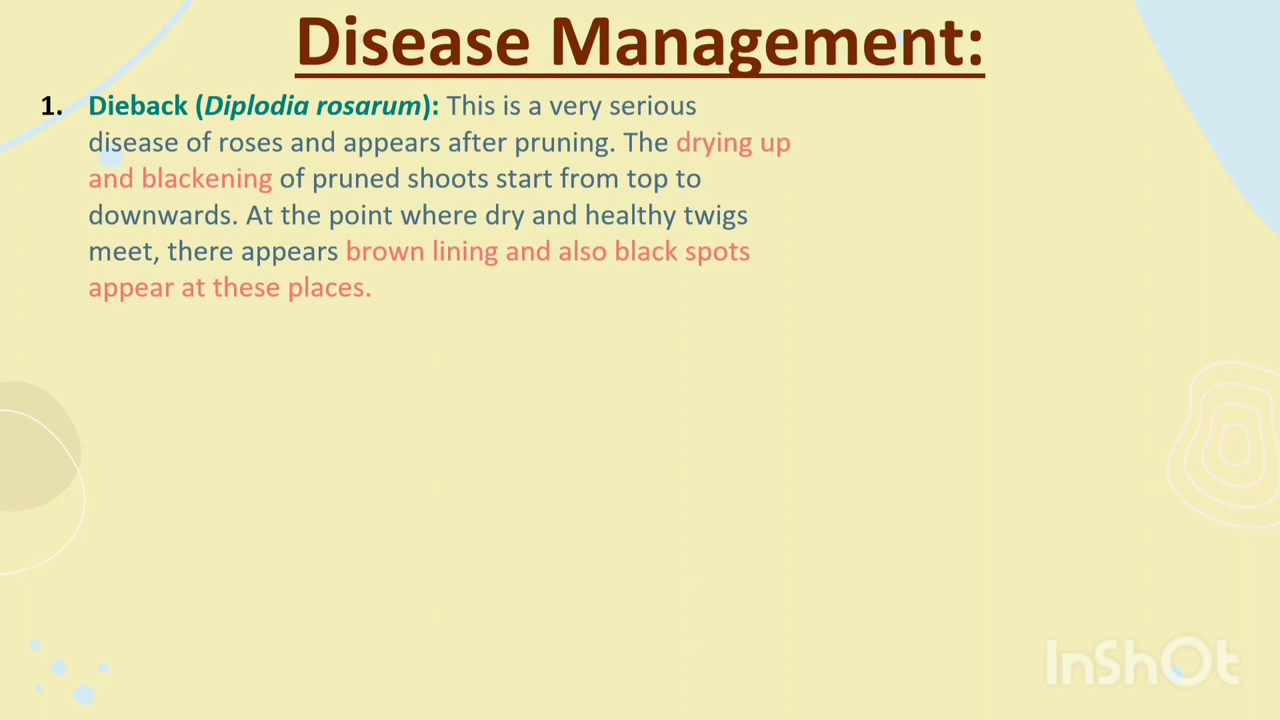 Disease Management:
1. Dieback (Diplodia rosarum): This is a very serious
disease of roses and appears after pruning. The drying up
and blackening of pruned shoots start from top to
downwards. At the point where dry and healthy twigs
meet, there appears brown lining and also black spots
appear at these places.
InShOt